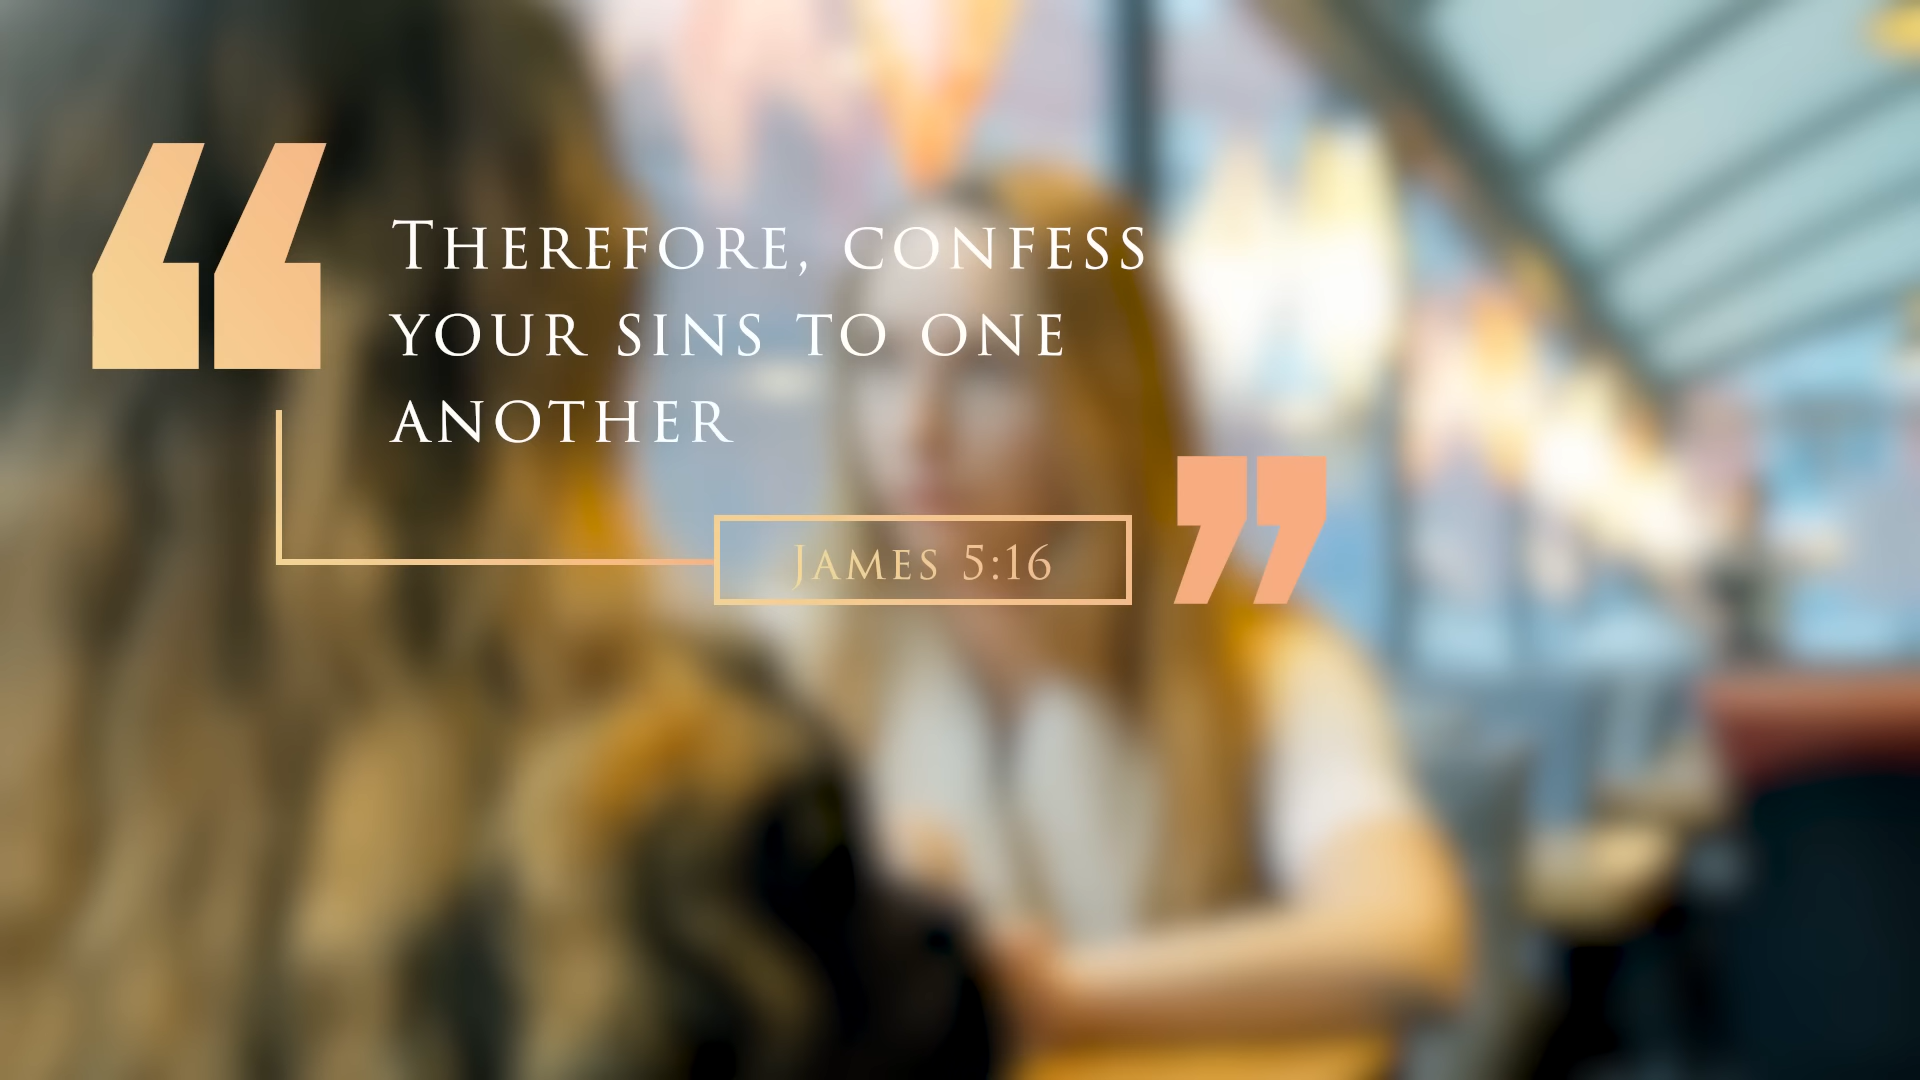 “
Therefore, confess
your sins to one
another
James 5:16
”